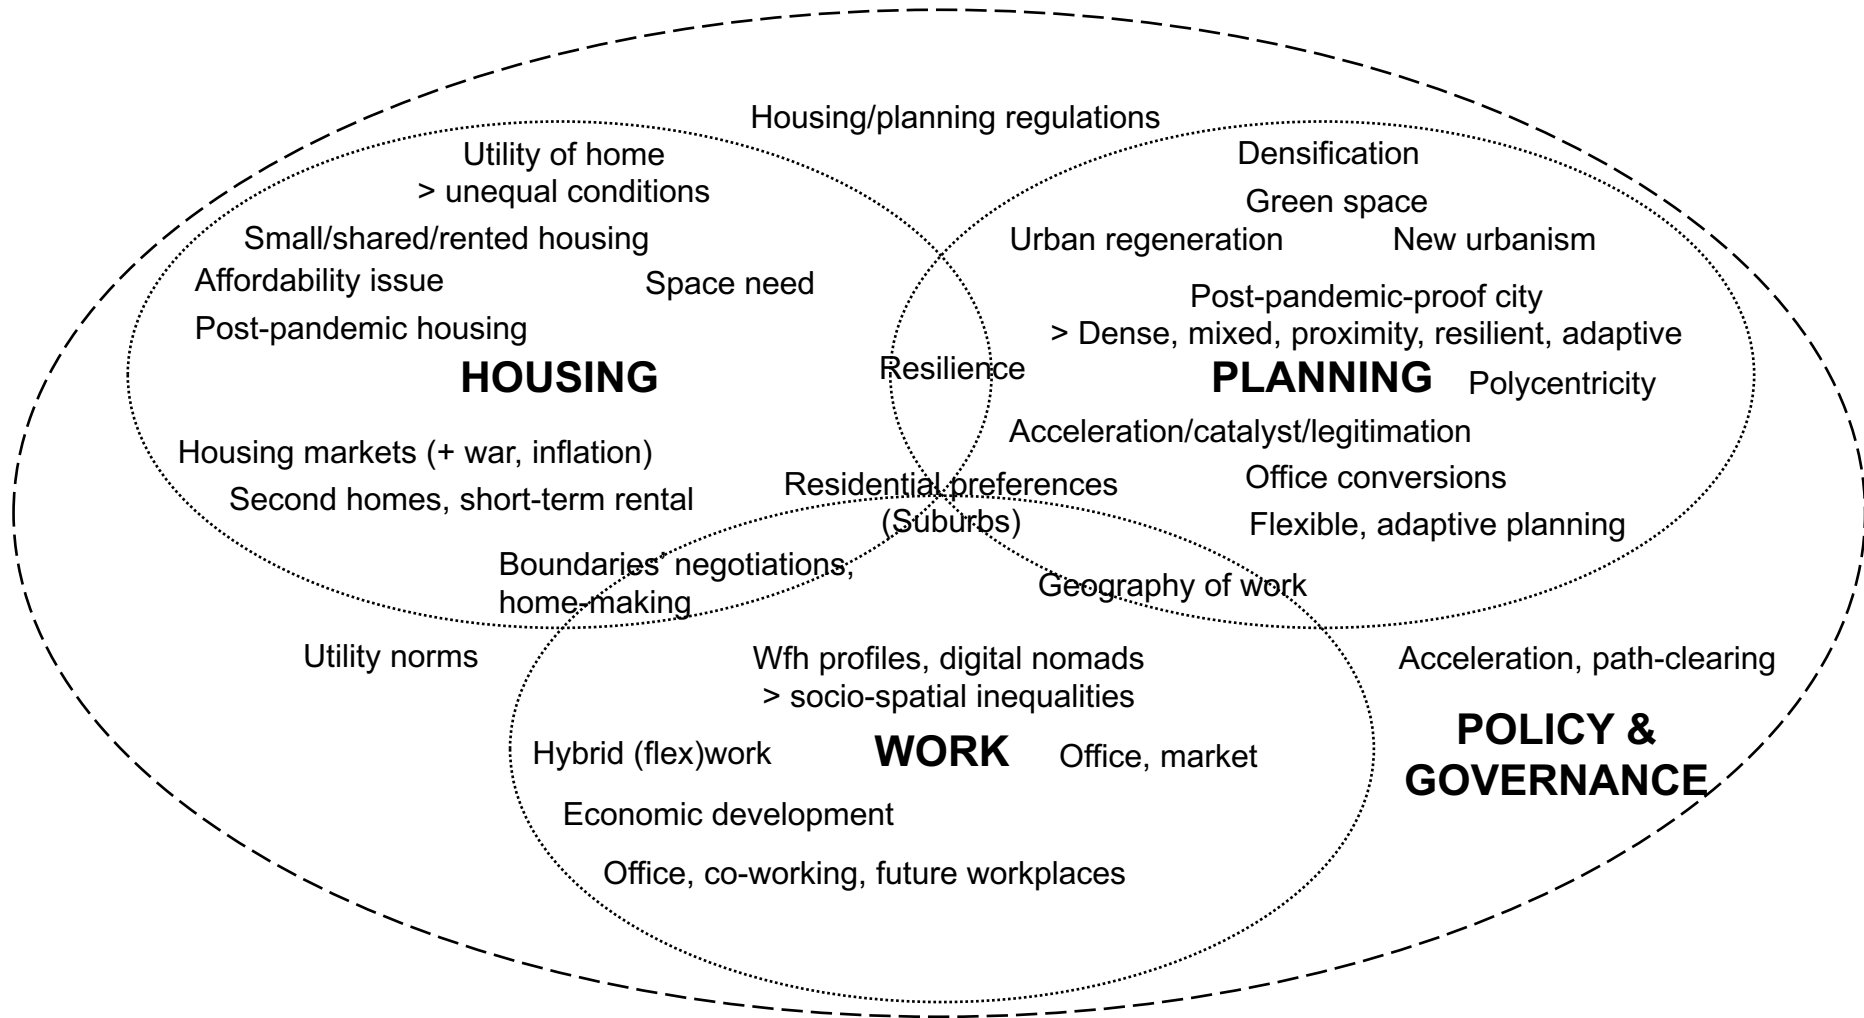 Housing/planning regulations
Utility of home
> unequal conditions
Small/shared/rented housing
Affordability issue
Space need
Post-pandemic housing
HOUSING
Housing markets (+ war, inflation)
Second homes, short-term rental
Densification
Green space
Urban regeneration
New urbanism
Post-pandemic-proof city
> Dense, mixed, proximity, resilient, adaptive
PLANNING
Polycentricity
Acceleration/catalyst/legitimation
Office conversions
Flexible, adaptive planning
Resilience
Residential preferences
(Suburbs)
Boundaries' negotiations,
home-making
Geography of work
Utility norms
Wfh profiles, digital nomads
> socio-spatial inequalities
Hybrid (flex)work
WORK
Office, market
Economic development
Office, co-working, future workplaces
Acceleration, path-clearing
POLICY &
GOVERNANCE